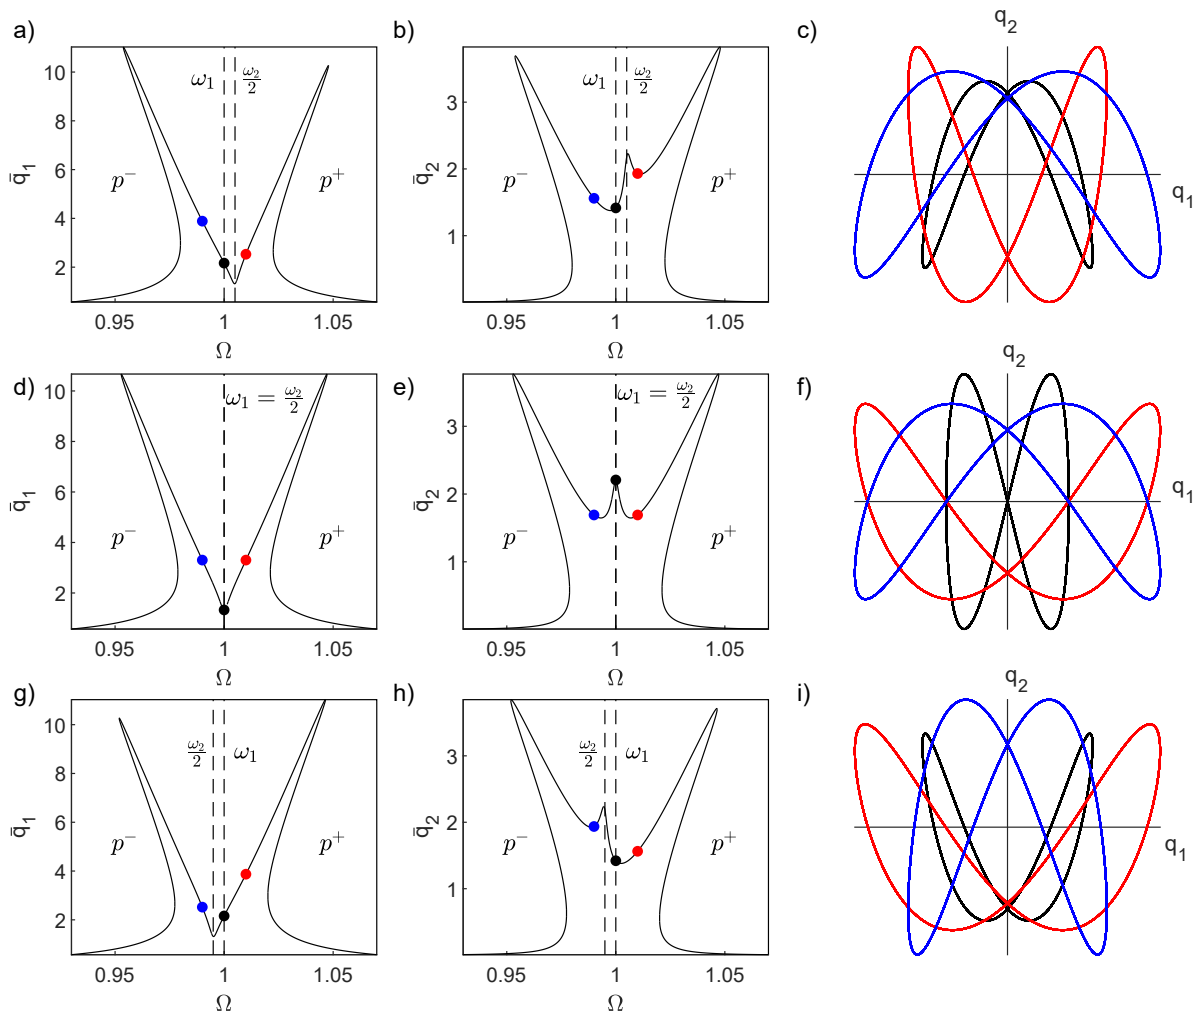 a)
q̄₁
10
8
6
4
2
ω₁
ω₂/2
p⁻
p⁺
0.95
1
1.05
Ω
b)
q̄₂
3
2
1
ω₁
ω₂/2
p⁻
p⁺
0.95
1
1.05
Ω
c)
q₂
q₁
d)
q̄₁
10
8
6
4
2
ω₁ = ω₂/2
p⁻
p⁺
0.95
1
1.05
Ω
e)
q̄₂
3
2
1
ω₁ = ω₂/2
p⁻
p⁺
0.95
1
1.05
Ω
f)
q₂
q₁
g)
q̄₁
10
8
6
4
2
ω₂/2
ω₁
p⁻
p⁺
0.95
1
1.05
Ω
h)
q̄₂
3
2
1
ω₂/2
ω₁
p⁻
p⁺
0.95
1
1.05
Ω
i)
q₂
q₁